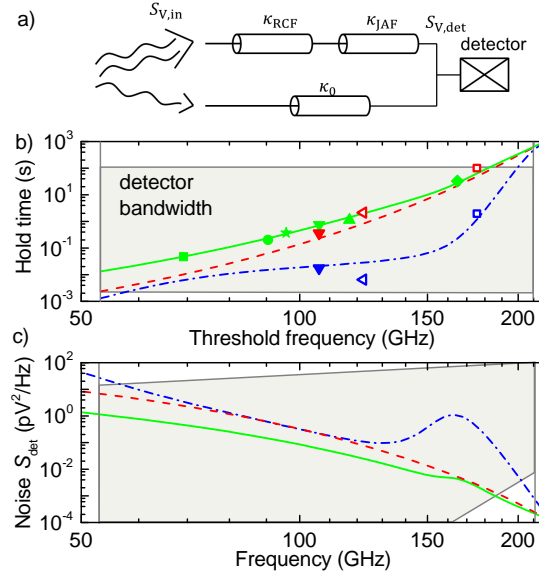 a)
S_V,in
κ_RCF
κ_JAF
S_V,det
detector
κ_0
b)
10^3
10^1
10^-1
10^-3
Hold time (s)
detector
bandwidth
50
100
150
200
Threshold frequency (GHz)
c)
10^2
10^0
10^-2
10^-4
Noise S_det (pV^2/Hz)
50
100
150
200
Frequency (GHz)